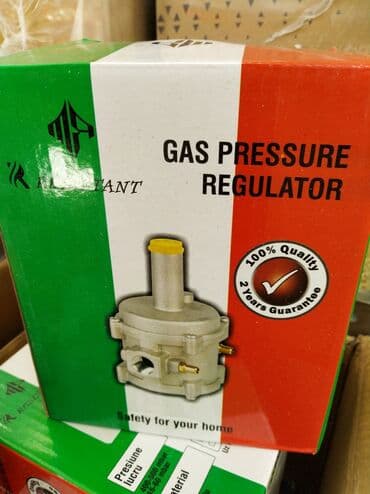 GAS PRESSURE
REGULATOR
100% Quality
2 Years Guarantee
Safety for your home
Presiune
lucru